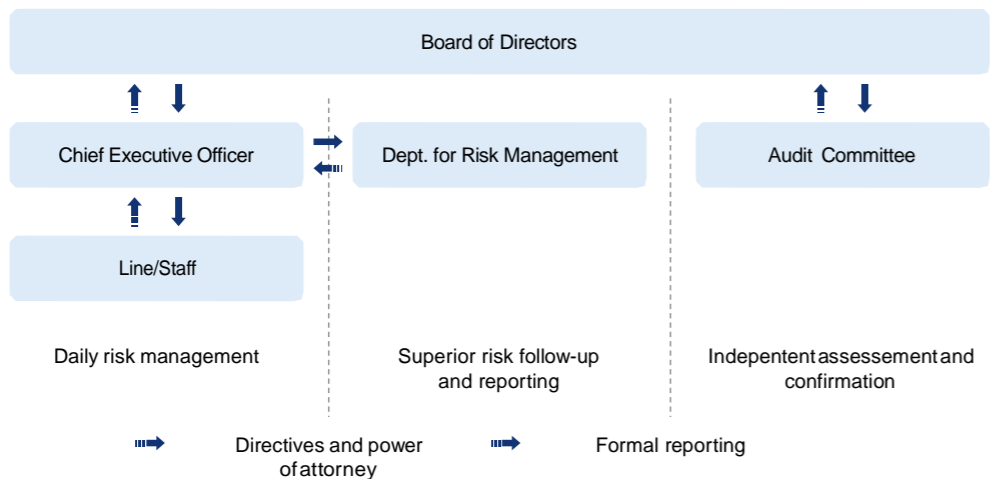 Board of Directors
Chief Executive Officer
Dept. for Risk Management
Audit Committee
Line/Staff
Daily risk management
Superior risk follow-up
and reporting
Indepentent assessement and
confirmation
Directives and power
of attorney
Formal reporting